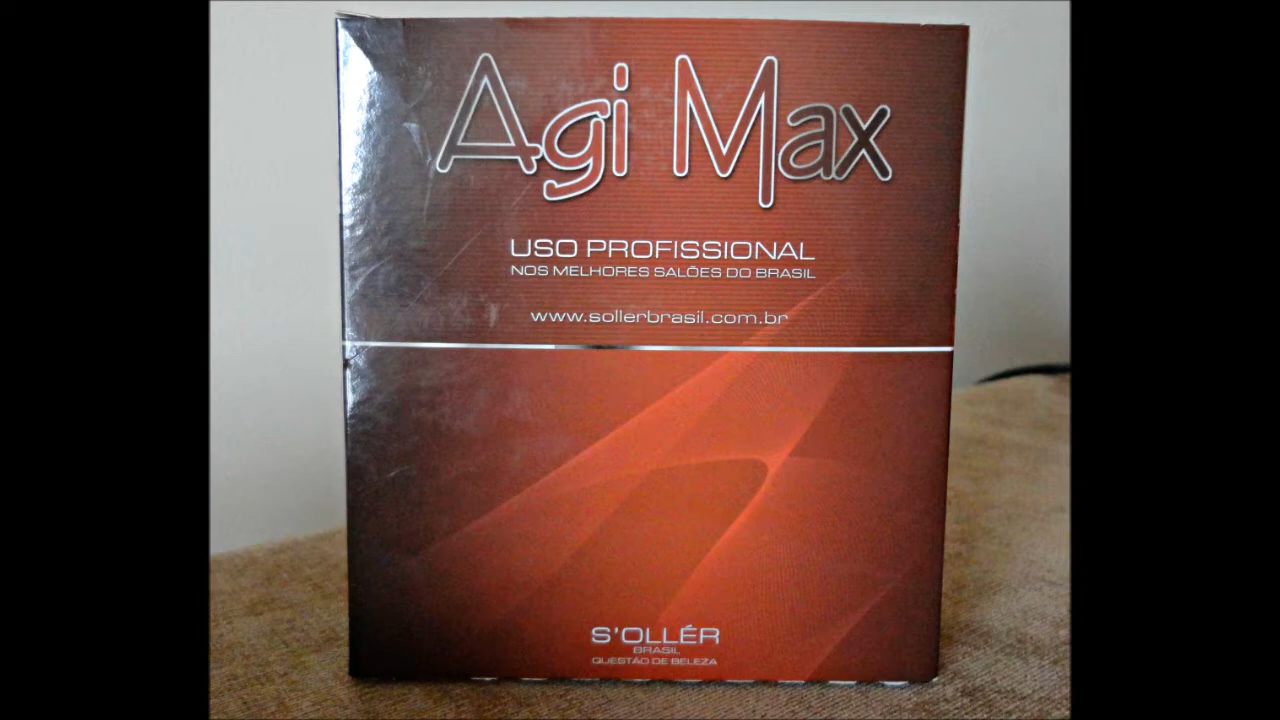 Agi Max
USO PROFISSIONAL
NOS MELHORES SALÕES DO BRASIL
www.sollerbrasil.com.br
S'OLLÉR
BRASIL
QUESTÃO DE BELEZA